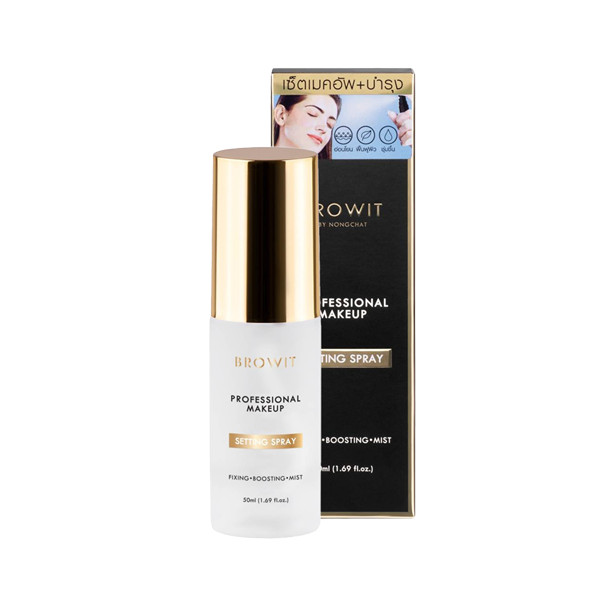 เซ็ตเมคอัพ+บำรุง
อ่อนโยน ฟื้นฟูผิว ชุ่มชื้น
ROWIT
BY NONGCHAT
OFESSIONAL
MAKEUP
TING SPRAY
•BOOSTING•MIST
ml (1.69 fl.oz.)
BROWIT
PROFESSIONAL
MAKEUP
SETTING SPRAY
FIXING•BOOSTING•MIST
50ml (1.69 fl.oz.)